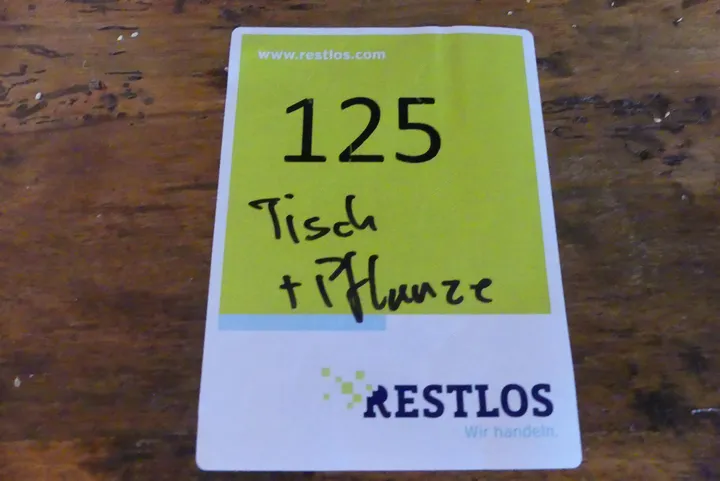 www.restlos.com
125
Tisch
+ Pflanze
RESTLOS
Wir handeln.